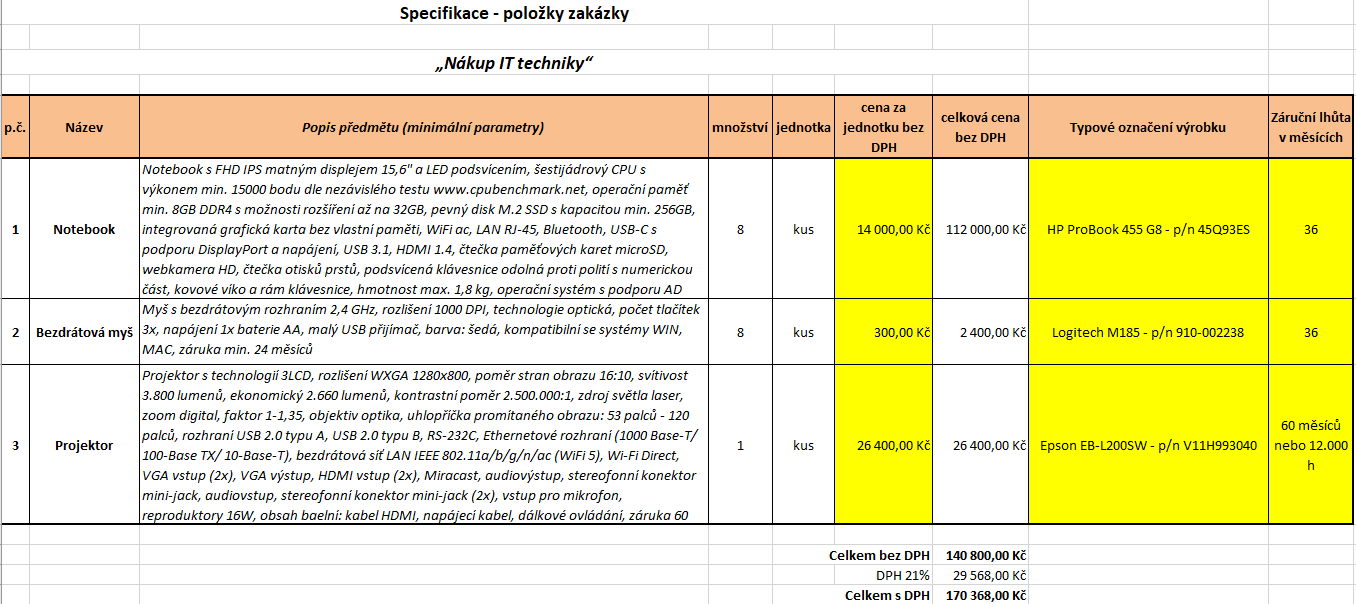 Specifikace - položky zakázky
„Nákup IT techniky“
p.č.
Název
Popis předmětu (minimální parametry)
množství
jednotka
cena za
jednotku bez
DPH
celková cena
bez DPH
Typové označení výrobku
Záruční lhůta
v měsících
1
Notebook
Notebook s FHD IPS matným displejem 15,6" a LED podsvícením, šestijádrový CPU s
výkonem min. 15000 bodu dle nezávislého testu www.cpubenchmark.net, operační paměť
min. 8GB DDR4 s možnosti rozšíření až na 32GB, pevný disk M.2 SSD s kapacitou min. 256GB,
integrovaná grafická karta bez vlastní paměti, WiFi ac, LAN RJ-45, Bluetooth, USB-C s
podporu DisplayPort a napájení, USB 3.1, HDMI 1.4, čtečka paměťových karet microSD,
webkamera HD, čtečka otisků prstů, podsvícená klávesnice odolná proti polití s numerickou
část, kovové víko a rám klávesnice, hmotnost max. 1,8 kg, operační systém s podporu AD
8
kus
14 000,00 Kč
112 000,00 Kč
HP ProBook 455 G8 - p/n 45Q93ES
36
2
Bezdrátová myš
Myš s bezdrátovým rozhraním 2,4 GHz, rozlišení 1000 DPI, technologie optická, počet tlačítek
3x, napájení 1x baterie AA, malý USB přijímač, barva: šedá, kompatibilní se systémy WIN,
MAC, záruka min. 24 měsíců
8
kus
300,00 Kč
2 400,00 Kč
Logitech M185 - p/n 910-002238
36
3
Projektor
Projektor s technologií 3LCD, rozlišení WXGA 1280x800, poměr stran obrazu 16:10, svítivost
3.800 lumenů, ekonomický 2.660 lumenů, kontrastní poměr 2.500.000:1, zdroj světla laser,
zoom digital, faktor 1-1,35, objektiv optika, uhlopříčka promítaného obrazu: 53 palců - 120
palců, rozhraní USB 2.0 typu A, USB 2.0 typu B, RS-232C, Ethernetové rozhraní (1000 Base-T/
100-Base TX/ 10-Base-T), bezdrátová síť LAN IEEE 802.11a/b/g/n/ac (WiFi 5), Wi-Fi Direct,
VGA vstup (2x), VGA výstup, HDMI vstup (2x), Miracast, audiovýstup, stereofonní konektor
mini-jack, audiovstup, stereofonní konektor mini-jack (2x), vstup pro mikrofon,
reproduktory 16W, obsah baelní: kabel HDMI, napájecí kabel, dálkové ovládání, záruka 60
1
kus
26 400,00 Kč
26 400,00 Kč
Epson EB-L200SW - p/n V11H993040
60 měsíců
nebo 12.000
h
Celkem bez DPH 140 800,00 Kč
DPH 21% 29 568,00 Kč
Celkem s DPH 170 368,00 Kč